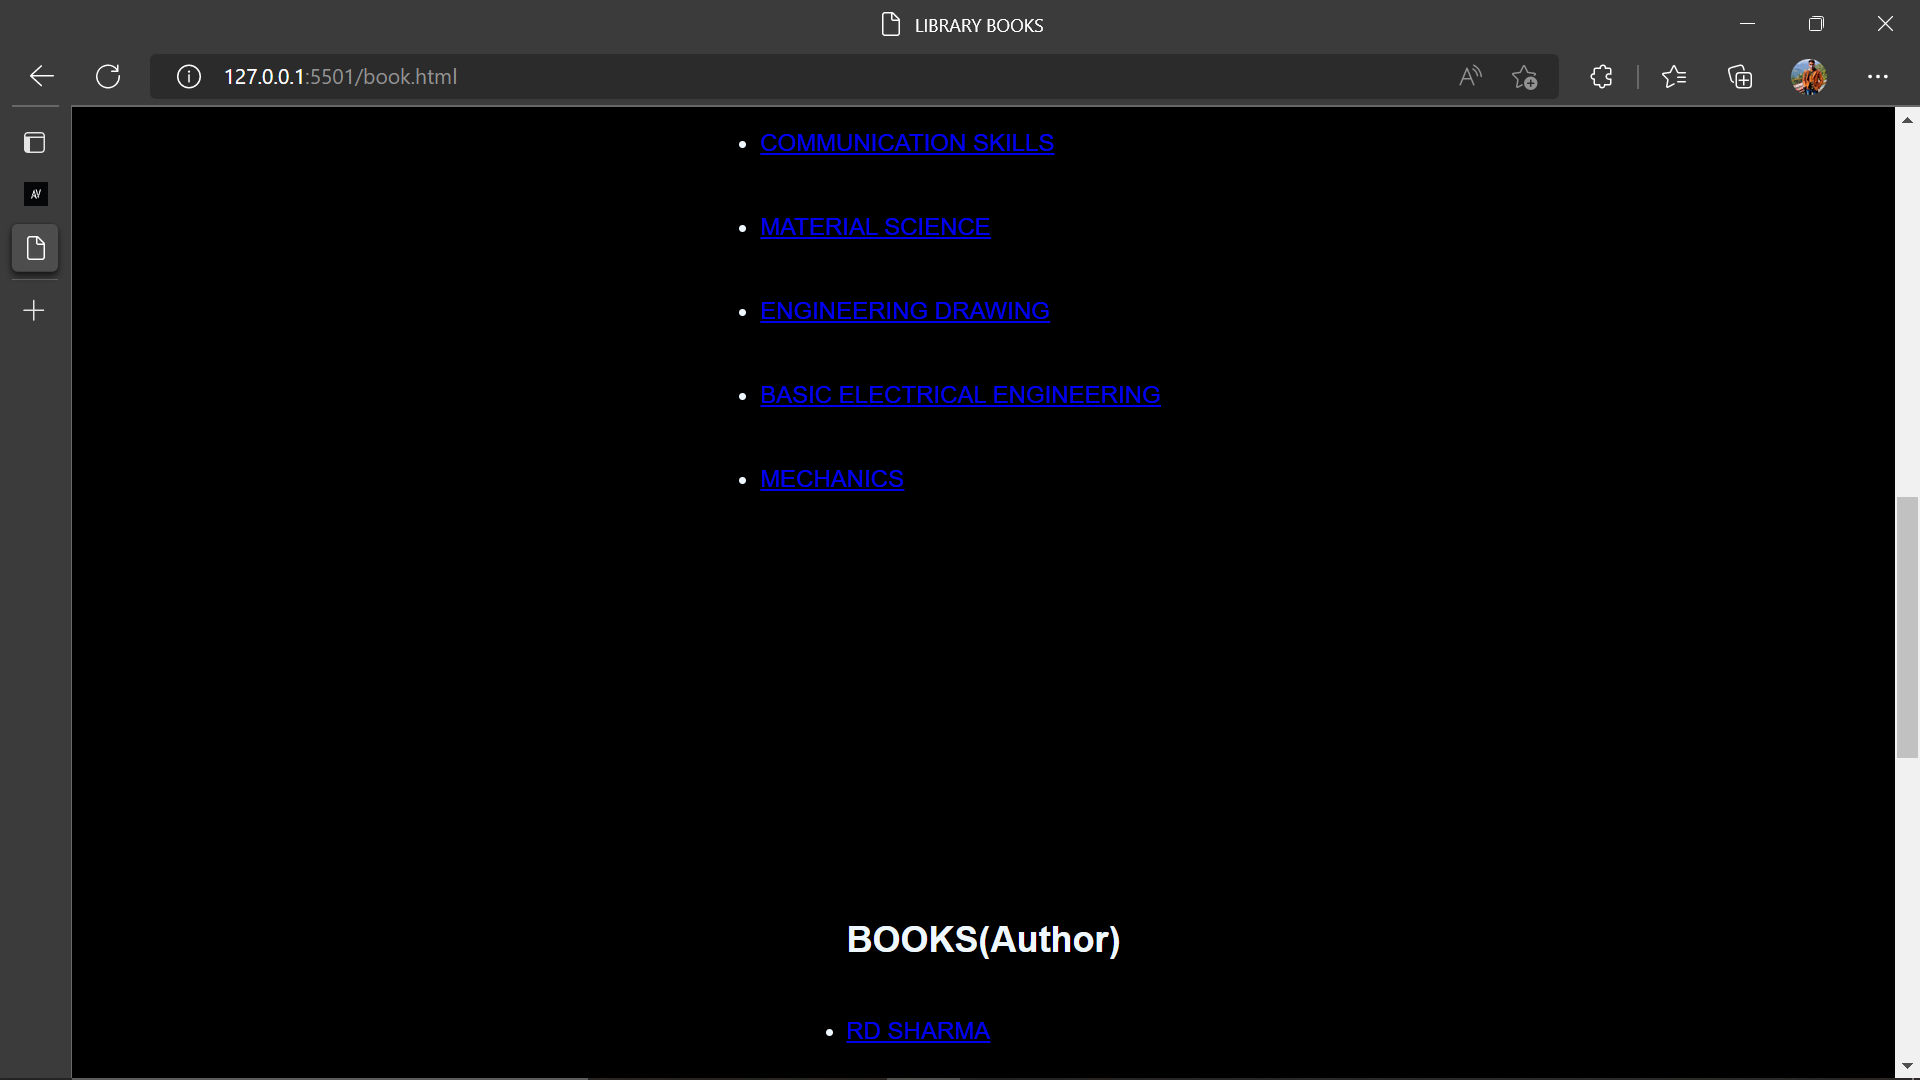 LIBRARY BOOKS
127.0.0.1:5501/book.html
AV
COMMUNICATION SKILLS
MATERIAL SCIENCE
ENGINEERING DRAWING
BASIC ELECTRICAL ENGINEERING
MECHANICS
BOOKS(Author)
RD SHARMA